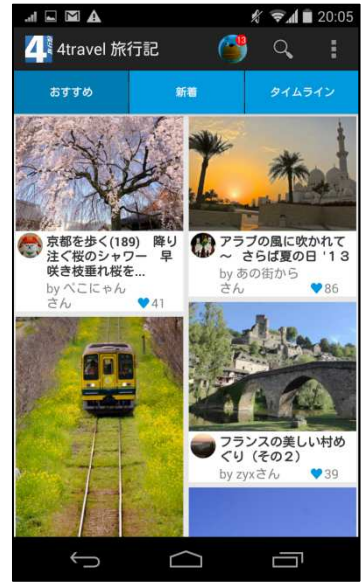 20:05
4travel 旅行記
13
おすすめ
新着
タイムライン
京都を歩く(189) 降り
注ぐ桜のシャワー 早
咲き枝垂れ桜を...
by べこにゃん
さん
41
アラブの風に吹かれて
～ さらば夏の日 '１３
by あの街から
さん
86
フランスの美しい村め
ぐり（その２）
by zyxさん
39